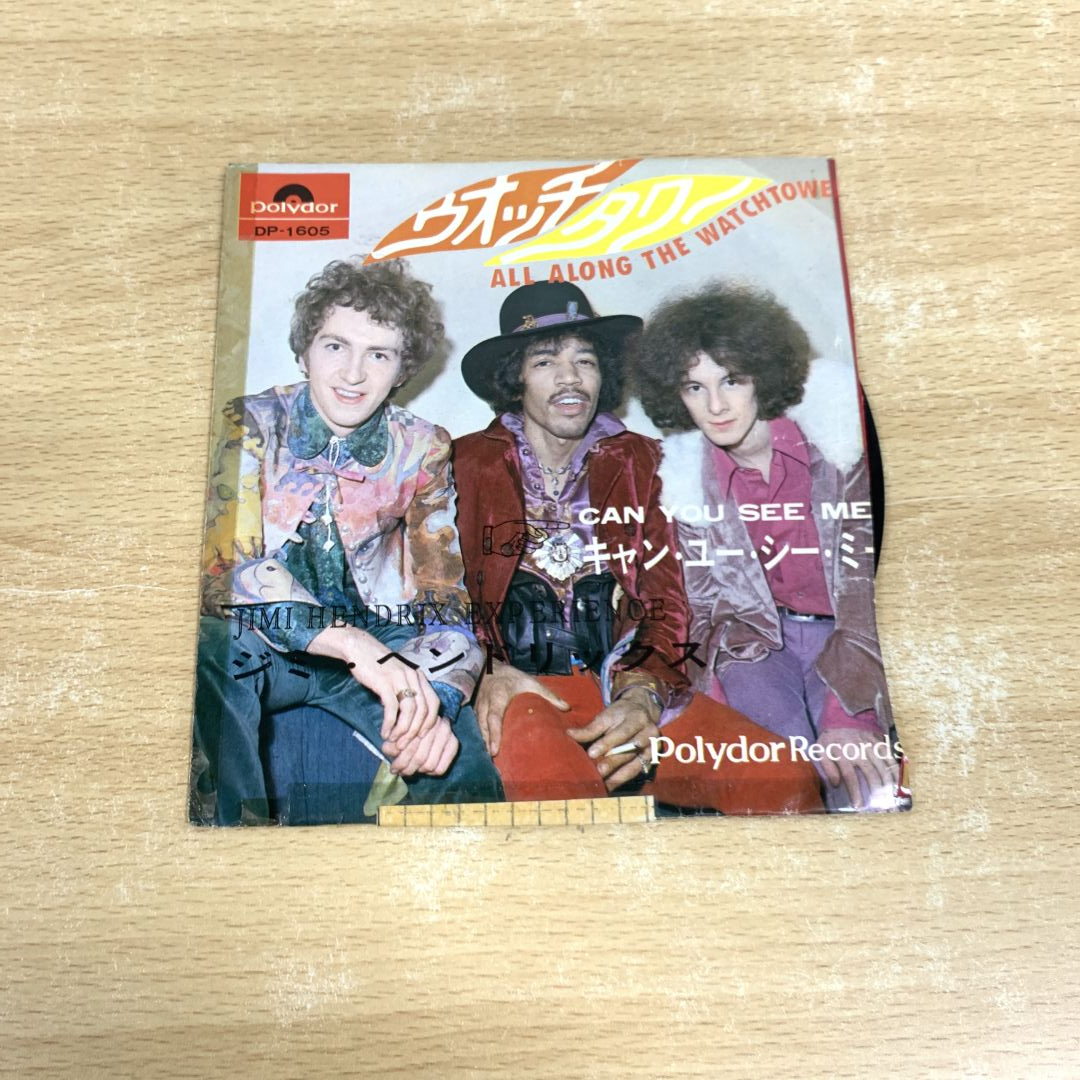 polydor
DP-1605
ウオッチ
タワー
ALL ALONG THE WATCHTOWE
CAN YOU SEE ME
キャン・ユー・シー・ミー
JIMI HENDRIX EXPERIENCE
ジミ・ヘンドリックス
Polydor Records